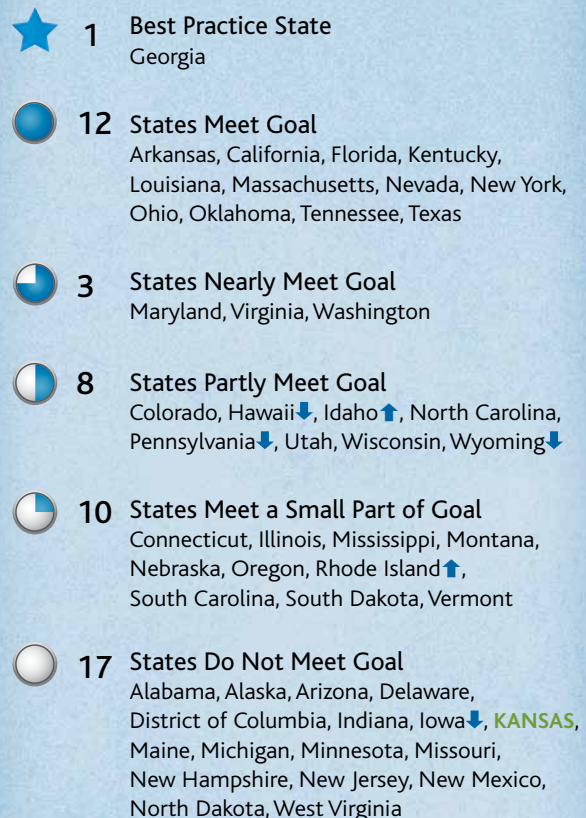 1 Best Practice State
Georgia
12 States Meet Goal
Arkansas, California, Florida, Kentucky,
Louisiana, Massachusetts, Nevada, New York,
Ohio, Oklahoma, Tennessee, Texas
3 States Nearly Meet Goal
Maryland, Virginia, Washington
8 States Partly Meet Goal
Colorado, Hawaii⬇, Idaho⬆, North Carolina,
Pennsylvania⬇, Utah, Wisconsin, Wyoming⬇
10 States Meet a Small Part of Goal
Connecticut, Illinois, Mississippi, Montana,
Nebraska, Oregon, Rhode Island⬆,
South Carolina, South Dakota, Vermont
17 States Do Not Meet Goal
Alabama, Alaska, Arizona, Delaware,
District of Columbia, Indiana, Iowa⬇, KANSAS,
Maine, Michigan, Minnesota, Missouri,
New Hampshire, New Jersey, New Mexico,
North Dakota, West Virginia